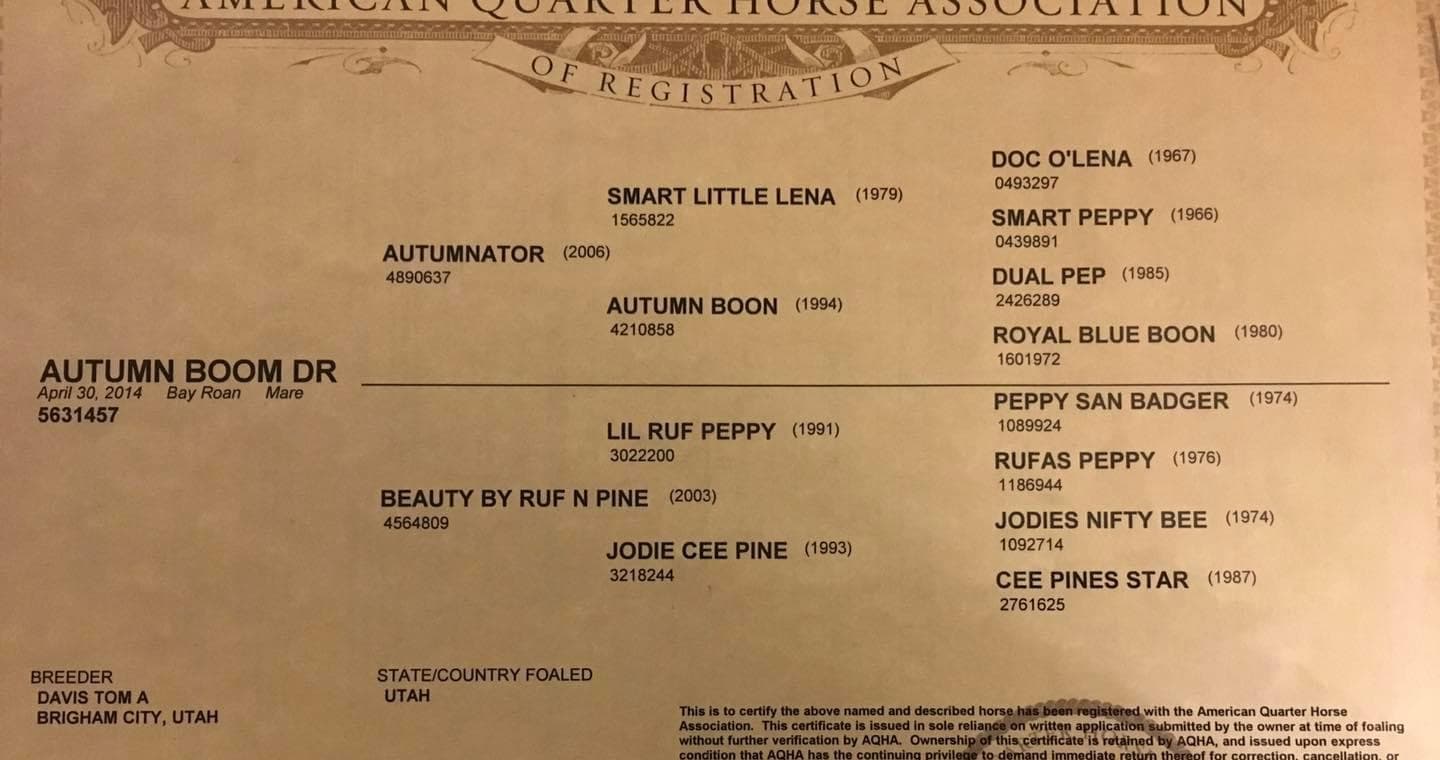 AMERICAN QUARTER HORSE ASSOCIATION
OF REGISTRATION
AUTUMN BOOM DR
April 30, 2014 Bay Roan Mare
5631457
AUTUMNATOR (2006)
4890637
BEAUTY BY RUF N PINE (2003)
4564809
SMART LITTLE LENA (1979)
1565822
AUTUMN BOON (1994)
4210858
LIL RUF PEPPY (1991)
3022200
JODIE CEE PINE (1993)
3218244
DOC O'LENA (1967)
0493297
SMART PEPPY (1966)
0439891
DUAL PEP (1985)
2426289
ROYAL BLUE BOON (1980)
1601972
PEPPY SAN BADGER (1974)
1089924
RUFAS PEPPY (1976)
1186944
JODIES NIFTY BEE (1974)
1092714
CEE PINES STAR (1987)
2761625
BREEDER
DAVIS TOM A
BRIGHAM CITY, UTAH
STATE/COUNTRY FOALED
UTAH
This is to certify the above named and described horse has been registered with the American Quarter Horse
Association. This certificate is issued in sole reliance on written application submitted by the owner at time of foaling
without further verification by AQHA. Ownership of this certificate is retained by AQHA, and issued upon express
condition that AQHA has the continuing privilege to demand immediate return thereof for correction, cancellation, or